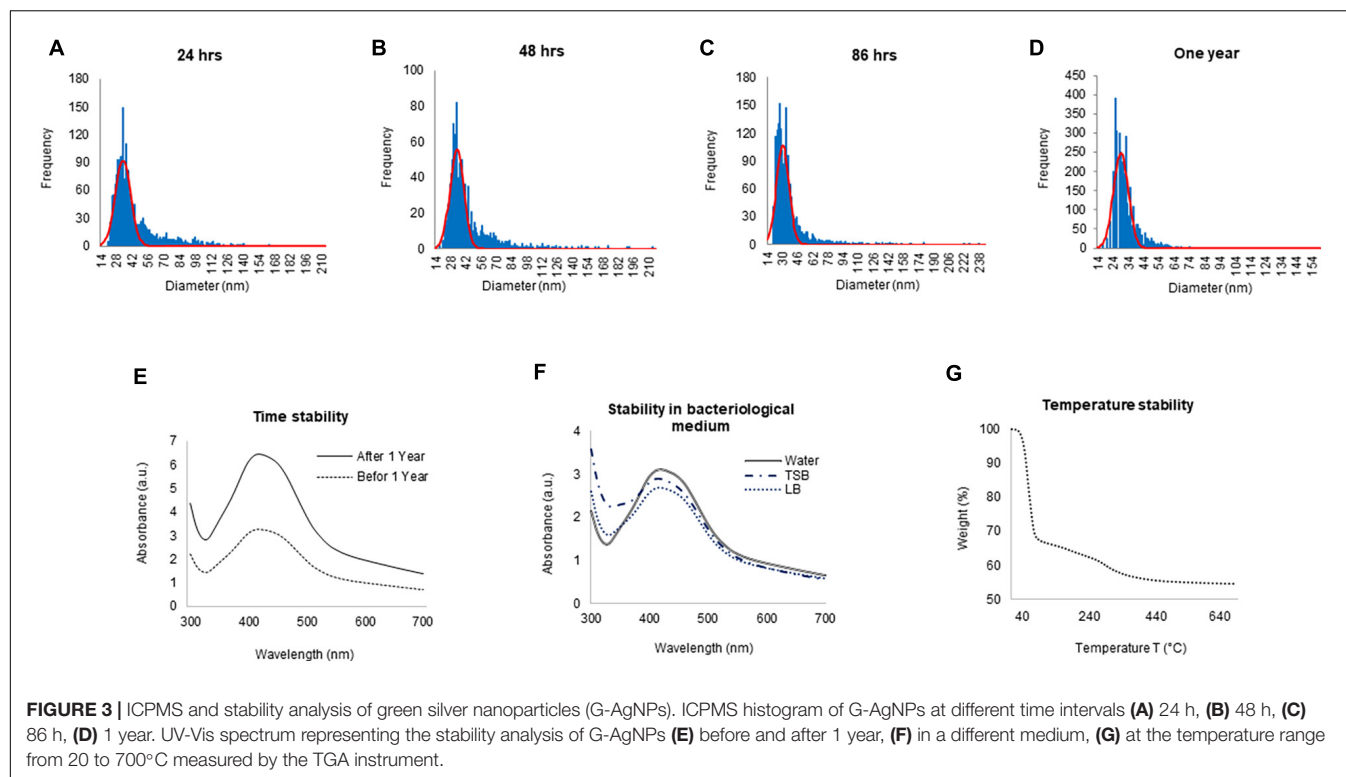 A
24 hrs
180
150
120
90
60
30
0
Frequency
14 28 42 56 70 84 98 112 126 140 154 168 182 196 210
Diameter (nm)
B
48 hrs
100
80
60
40
20
0
Frequency
14 28 42 56 70 84 98 112 126 140 154 168 182 196 210
Diameter (nm)
C
86 hrs
180
150
120
90
60
30
0
Frequency
14 30 46 62 78 94 110 126 142 158 174 190 206 222 238
Diameter (nm)
D
One year
450
400
350
300
250
200
150
100
50
0
Frequency
14 24 34 44 54 64 74 84 94 104 114 124 134 144 154
Diameter (nm)
E
Time stability
7
6
5
4
3
2
1
0
Absorbance (a.u.)
After 1 Year
Befor 1 Year
300 400 500 600 700
Wavelength (nm)
F
Stability in bacteriological
medium
4
3
2
1
0
Absorbance (a.u.)
Water
TSB
LB
300 400 500 600 700
Wavelength (nm)
G
Temperature stability
100
90
80
70
60
50
Weight (%)
40 240 440 640
Temperature T (°C)
FIGURE 3 | ICPMS and stability analysis of green silver nanoparticles (G-AgNPs). ICPMS histogram of G-AgNPs at different time intervals (A) 24 h, (B) 48 h, (C)
86 h, (D) 1 year. UV-Vis spectrum representing the stability analysis of G-AgNPs (E) before and after 1 year, (F) in a different medium, (G) at the temperature range
from 20 to 700°C measured by the TGA instrument.